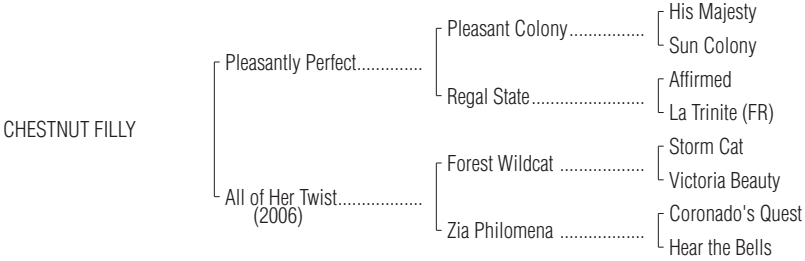 His Majesty
Pleasant Colony................
Sun Colony
Pleasantly Perfect..............
Affirmed
Regal State........................
La Trinite (FR)
CHESTNUT FILLY
Storm Cat
Forest Wildcat ..................
Victoria Beauty
All of Her Twist..................
(2006)
Coronado's Quest
Zia Philomena ..................
Hear the Bells